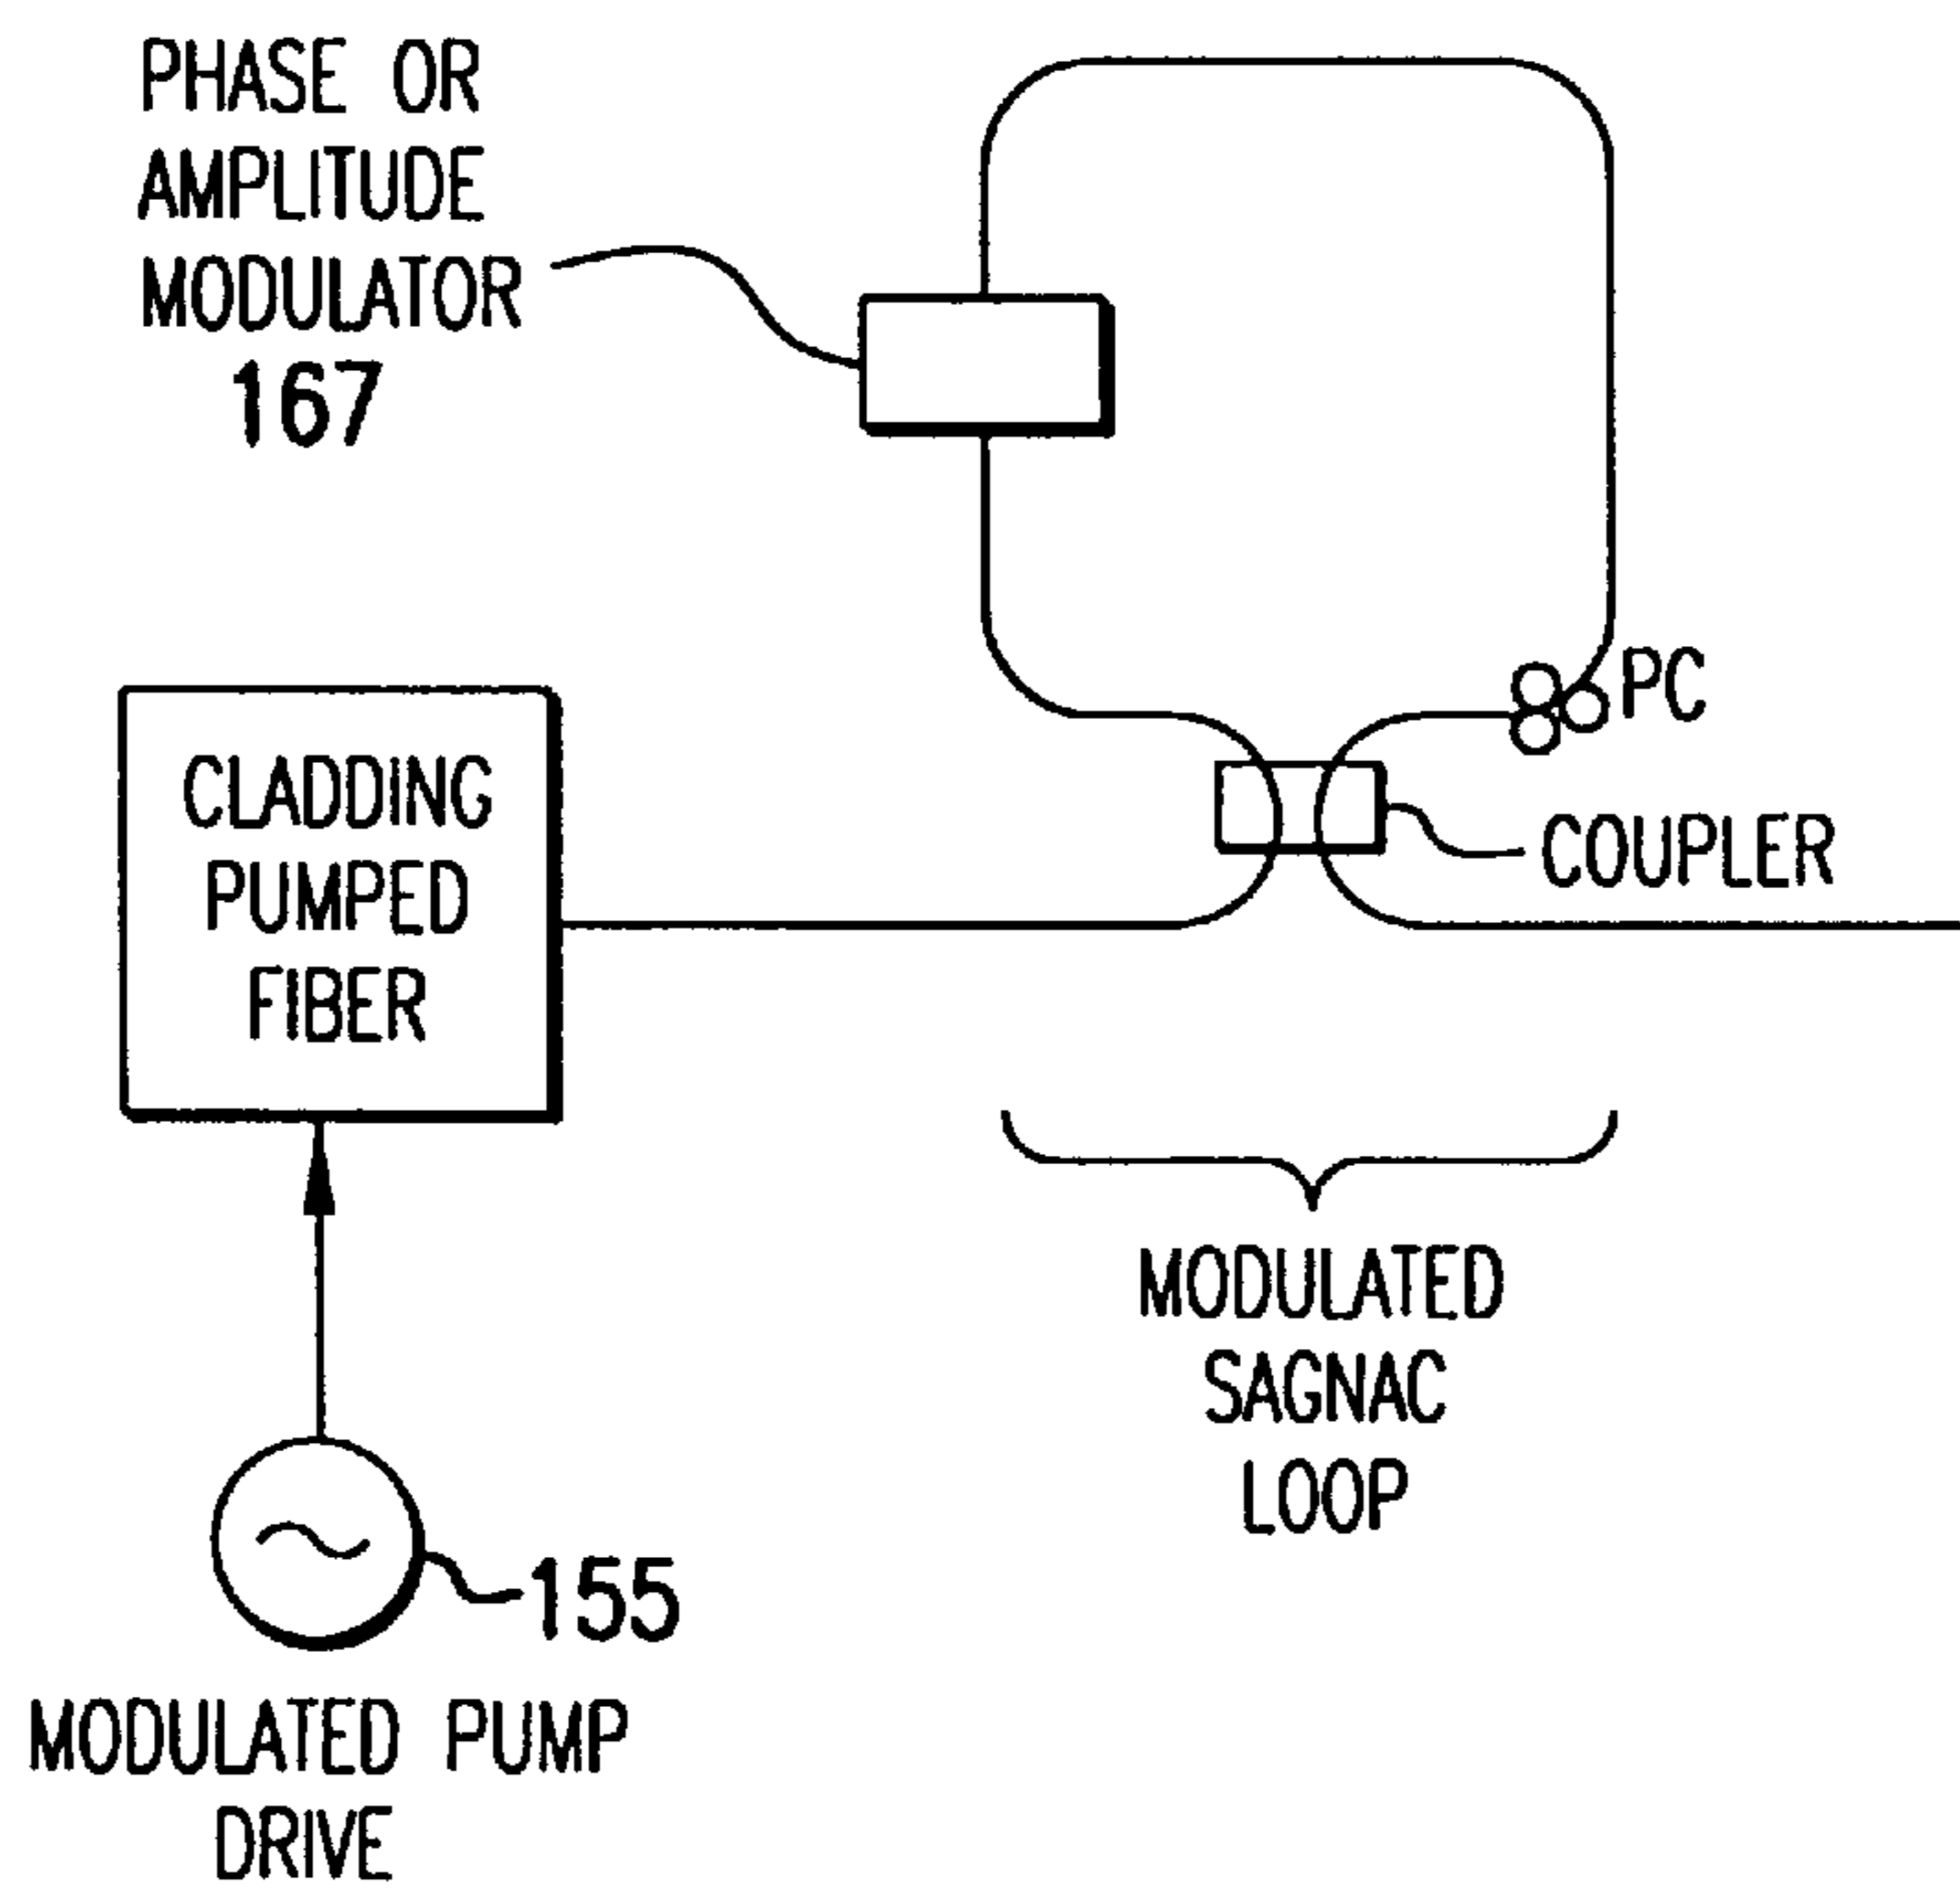 PHASE OR
AMPLITUDE
MODULATOR
167
PC
COUPLER
CLADDING
PUMPED
FIBER
MODULATED
SAGNAC
LOOP
155
MODULATED PUMP
DRIVE